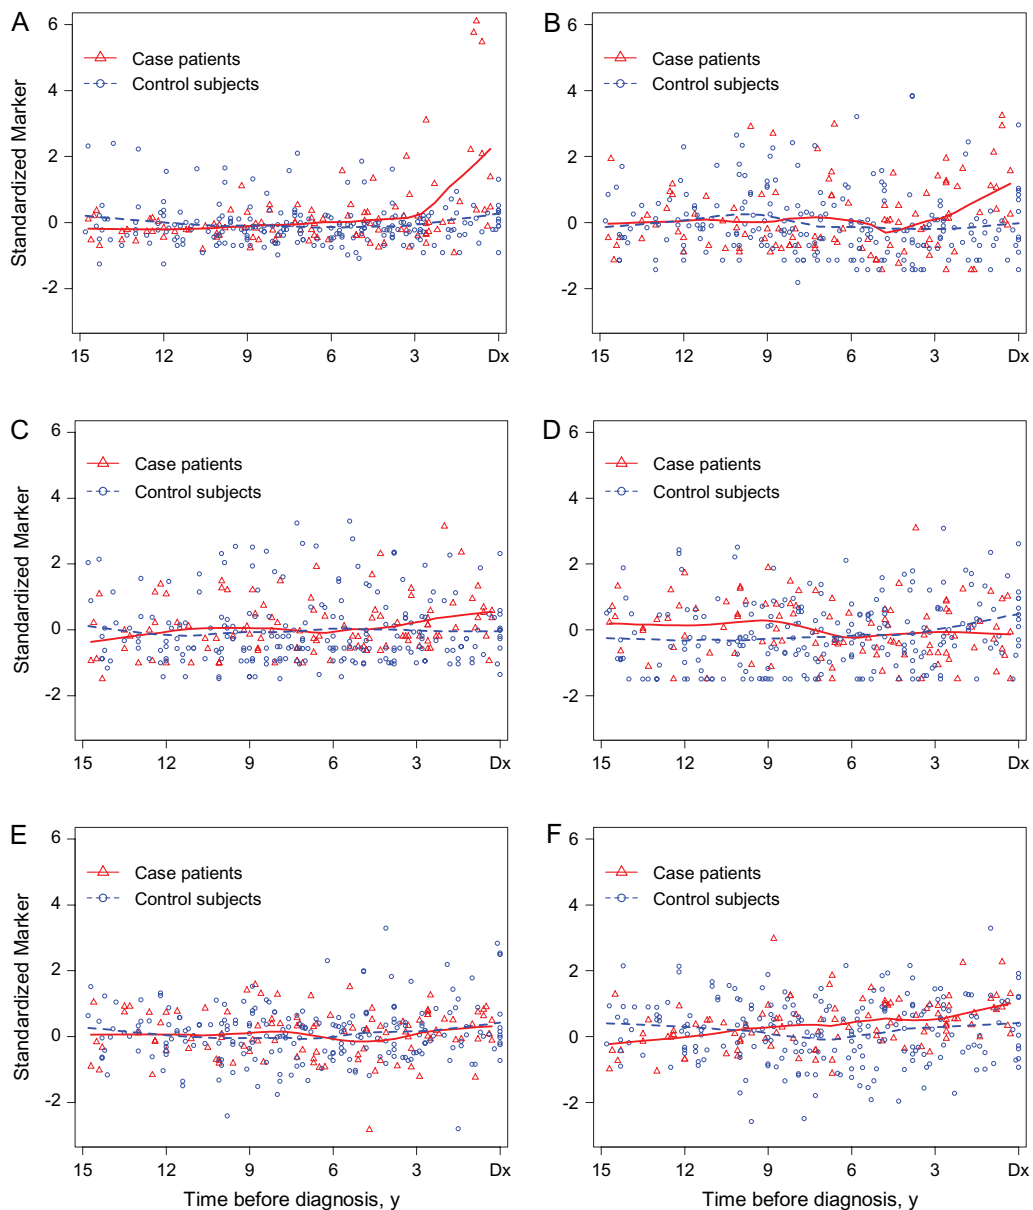 A
Standardized Marker
6
4
2
0
-2
Case patients
Control subjects
15 12 9 6 3 Dx
B
6
4
2
0
-2
Case patients
Control subjects
15 12 9 6 3 Dx
C
Standardized Marker
6
4
2
0
-2
Case patients
Control subjects
15 12 9 6 3 Dx
D
6
4
2
0
-2
Case patients
Control subjects
15 12 9 6 3 Dx
E
Standardized Marker
6
4
2
0
-2
Case patients
Control subjects
15 12 9 6 3 Dx
Time before diagnosis, y
F
6
4
2
0
-2
Case patients
Control subjects
15 12 9 6 3 Dx
Time before diagnosis, y